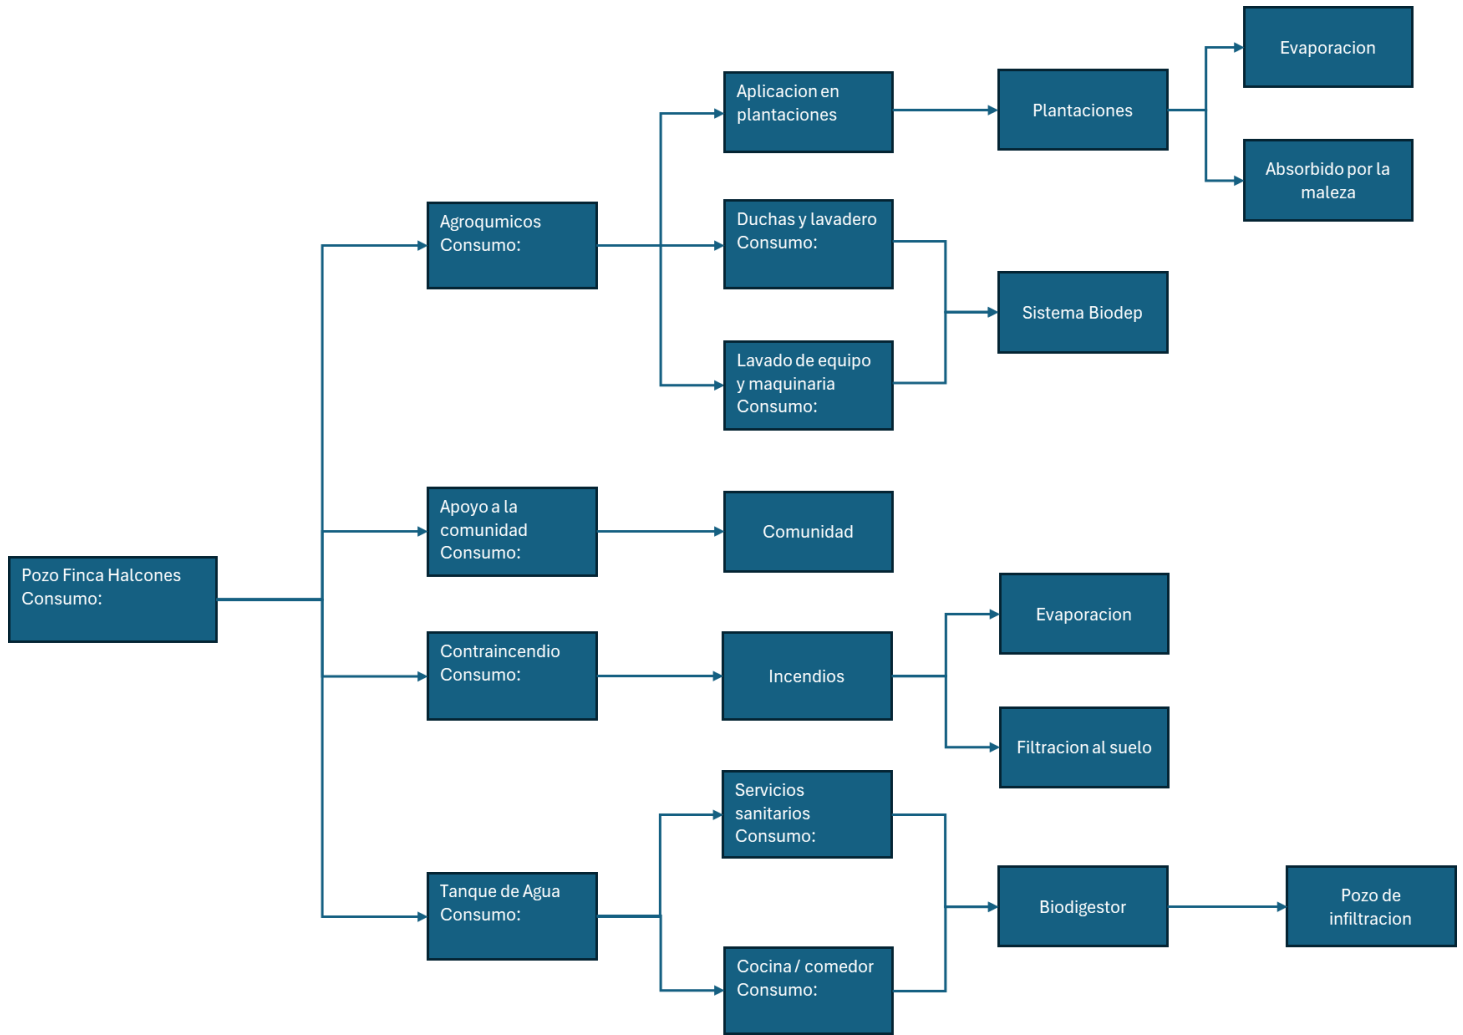 Evaporacion
Aplicacion en
plantaciones
Plantaciones
Absorbido por la
maleza
Agroqumicos
Consumo:
Duchas y lavadero
Consumo:
Sistema Biodep
Lavado de equipo
y maquinaria
Consumo:
Apoyo a la
comunidad
Consumo:
Comunidad
Pozo Finca Halcones
Consumo:
Evaporacion
Contraincendio
Consumo:
Incendios
Filtracion al suelo
Servicios
sanitarios
Consumo:
Tanque de Agua
Consumo:
Biodigestor
Pozo de
infiltracion
Cocina / comedor
Consumo: